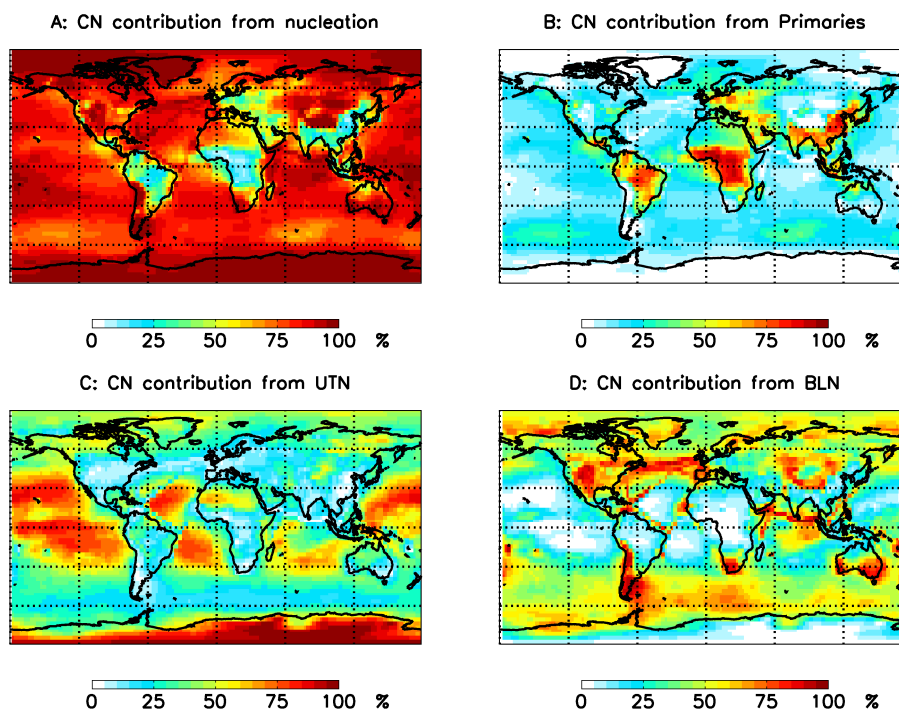 A: CN contribution from nucleation
B: CN contribution from Primaries
0 25 50 75 100 %
0 25 50 75 100 %
C: CN contribution from UTN
D: CN contribution from BLN
0 25 50 75 100 %
0 25 50 75 100 %